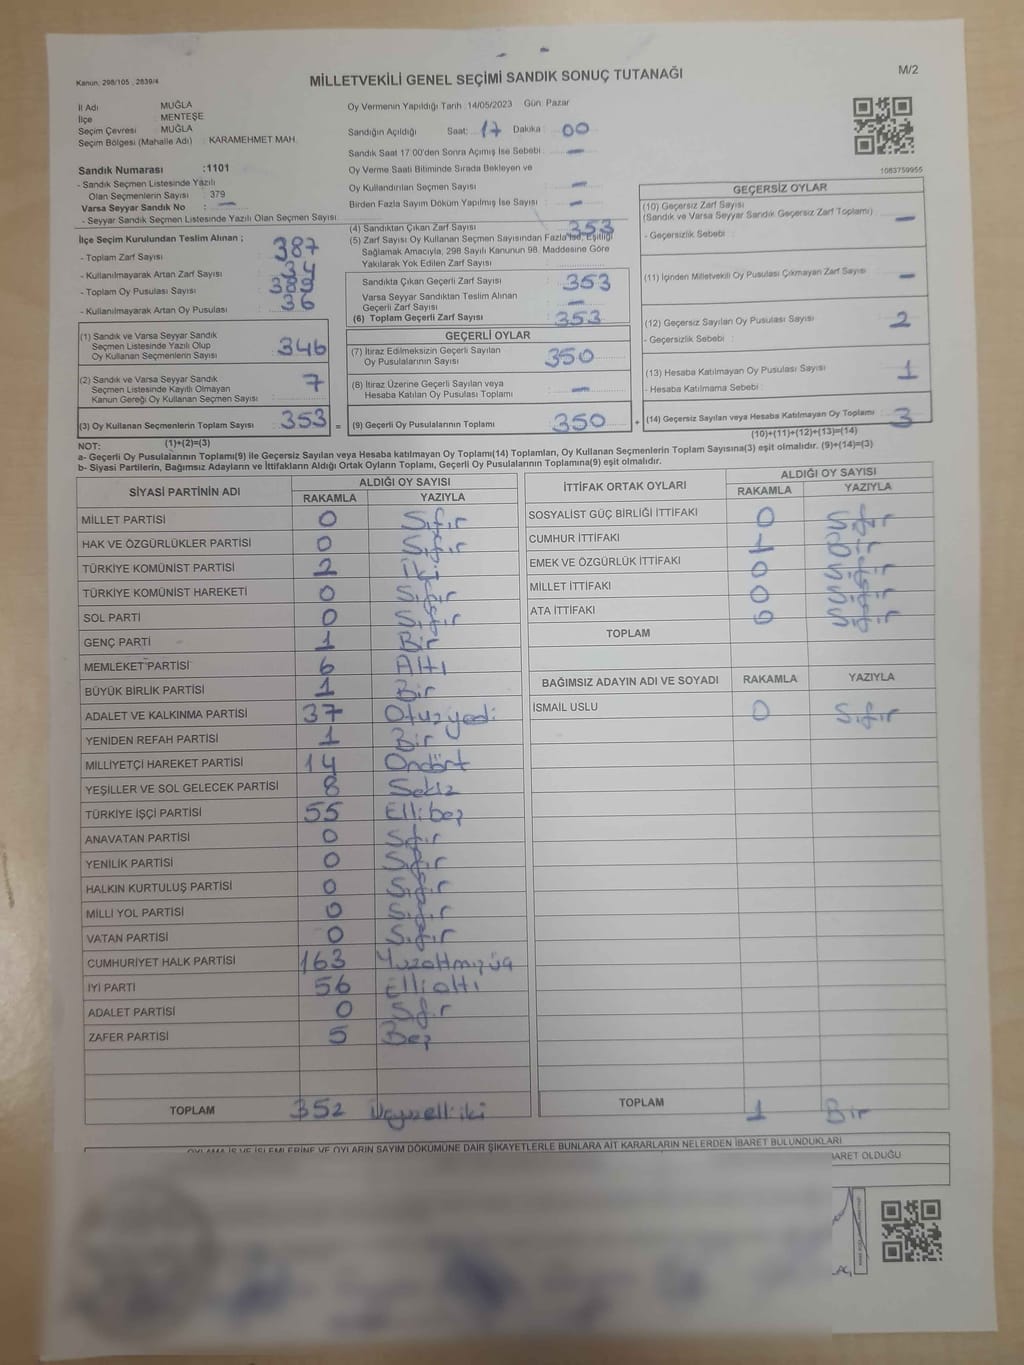 Kanun, 298/105 , 2839/4
MİLLETVEKİLİ GENEL SEÇİMİ SANDIK SONUÇ TUTANAĞI
M/2
İl Adı MUĞLA
İlçe MENTEŞE
Seçim Çevresi : MUĞLA
Seçim Bölgesi (Mahalle Adı) : KARAMEHMET MAH.
Oy Vermenin Yapıldığı Tarih :14/05/2023 Gün: Pazar
Sandığın Açıldığı Saat: 17 Dakika : 00
Sandık Saat 17:00'den Sonra Açımış İse Sebebi : —
Oy Verme Saati Bitiminde Sırada Bekleyen ve
Oy Kullandırılan Seçmen Sayısı : —
Birden Fazla Sayım Döküm Yapılmış İse Sayısı : —
1083759955
Sandık Numarası :1101
- Sandık Seçmen Listesinde Yazılı
Olan Seçmenlerin Sayısı : 379
Varsa Seyyar Sandık No : —
- Seyyar Sandık Seçmen Listesinde Yazılı Olan Seçmen Sayısı
İlçe Seçim Kurulundan Teslim Alınan ;
- Toplam Zarf Sayısı : 387
- Kullanılmayarak Artan Zarf Sayısı : 34
- Toplam Oy Pusulası Sayısı : 389
- Kullanılmayarak Artan Oy Pusulası : 36
(1) Sandık ve Varsa Seyyar Sandık
Seçmen Listesinde Yazılı Olup
Oy Kullanan Seçmenlerin Sayısı : 346
(2) Sandık ve Varsa Seyyar Sandık
Seçmen Listesinde Kayıtlı Olmayan
Kanun Gereği Oy Kullanan Seçmen Sayısı : 7
(3) Oy Kullanan Seçmenlerin Toplam Sayısı : 353
(4) Sandıktan Çıkan Zarf Sayısı : 353
(5) Zarf Sayısı Oy Kullanan Seçmen Sayısından Fazla İse, Eşitliği
Sağlamak Amacıyla, 298 Sayılı Kanunun 98. Maddesine Göre
Yakılarak Yok Edilen Zarf Sayısı
Sandıkta Çıkan Geçerli Zarf Sayısı : 353
Varsa Seyyar Sandıktan Teslim Alınan
Geçerli Zarf Sayısı : —
(6) Toplam Geçerli Zarf Sayısı : 353
GEÇERLİ OYLAR
(7) İtiraz Edilmeksizin Geçerli Sayılan
Oy Pusulalarının Sayısı : 350
(8) İtiraz Üzerine Geçerli Sayılan veya
Hesaba Katılan Oy Pusulası Toplamı : —
= (9) Geçerli Oy Pusulalarının Toplamı : 350
GEÇERSİZ OYLAR
(10) Geçersiz Zarf Sayısı
(Sandık ve Varsa Seyyar Sandık Geçersiz Zarf Toplamı) : —
- Geçersizlik Sebebi :
(11) İçinden Milletvekili Oy Pusulası Çıkmayan Zarf Sayısı : —
(12) Geçersiz Sayılan Oy Pusulası Sayısı : 2
- Geçersizlik Sebebi :
(13) Hesaba Katılmayan Oy Pusulası Sayısı : 1
- Hesaba Katılmama Sebebi :
+ (14) Geçersiz Sayılan veya Hesaba Katılmayan Oy Toplamı : 3
NOT: (1)+(2)=(3)
(10)+(11)+(12)+(13)=(14)
a- Geçerli Oy Pusulalarının Toplamı(9) ile Geçersiz Sayılan veya Hesaba katılmayan Oy Toplamı(14) Toplamları, Oy Kullanan Seçmenlerin Toplam Sayısına(3) eşit olmalıdır. (9)+(14)=(3)
b- Siyasi Partilerin, Bağımsız Adayların ve İttifakların Aldığı Ortak Oyların Toplamı, Geçerli Oy Pusulalarının Toplamına(9) eşit olmalıdır.
SİYASİ PARTİNİN ADI ALDIĞI OY SAYISI
RAKAMLA YAZIYLA
MİLLET PARTİSİ 0 Sıfır
HAK VE ÖZGÜRLÜKLER PARTİSİ 0 Sıfır
TÜRKİYE KOMÜNİST PARTİSİ 2 İki
TÜRKİYE KOMÜNİST HAREKETİ 0 Sıfır
SOL PARTİ 0 Sıfır
GENÇ PARTİ 1 Bir
MEMLEKET PARTİSİ 6 Altı
BÜYÜK BİRLİK PARTİSİ 1 Bir
ADALET VE KALKINMA PARTİSİ 37 Otuzyedi
YENİDEN REFAH PARTİSİ 1 Bir
MİLLİYETÇİ HAREKET PARTİSİ 14 Ondört
YEŞİLLER VE SOL GELECEK PARTİSİ 8 Sekiz
TÜRKİYE İŞÇİ PARTİSİ 55 Ellibeş
ANAVATAN PARTİSİ 0 Sıfır
YENİLİK PARTİSİ 0 Sıfır
HALKIN KURTULUŞ PARTİSİ 0 Sıfır
MİLLİ YOL PARTİSİ 0 Sıfır
VATAN PARTİSİ 0 Sıfır
CUMHURİYET HALK PARTİSİ 163 Yüzaltmışüç
İYİ PARTİ 56 Ellialtı
ADALET PARTİSİ 0 Sıfır
ZAFER PARTİSİ 5 Beş
TOPLAM 352 Üçyüzelliiki
İTTİFAK ORTAK OYLARI ALDIĞI OY SAYISI
RAKAMLA YAZIYLA
SOSYALİST GÜÇ BİRLİĞİ İTTİFAKI 0 Sıfır
CUMHUR İTTİFAKI 1 Bir
EMEK VE ÖZGÜRLÜK İTTİFAKI 0 Sıfır
MİLLET İTTİFAKI 0 Sıfır
ATA İTTİFAKI 0 Sıfır
TOPLAM
BAĞIMSIZ ADAYIN ADI VE SOYADI RAKAMLA YAZIYLA
İSMAİL USLU 0 Sıfır
TOPLAM 1 Bir
OYLAMA İŞ VE İŞLEMLERİNE VE OYLARIN SAYIM DÖKÜMÜNE DAİR ŞİKAYETLERLE BUNLARA AİT KARARLARIN NELERDEN İBARET BULUNDUKLARI
BARET OLDUĞU